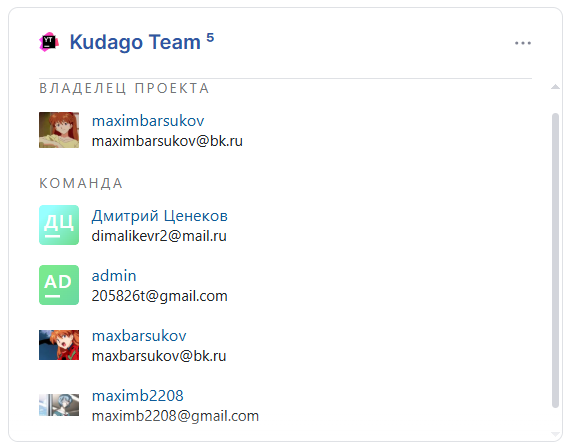 YT
Kudago Team 5
...
ВЛАДЕЛЕЦ ПРОЕКТА
maximbarsukov
maximbarsukov@bk.ru
КОМАНДА
ДЦ
Дмитрий Ценеков
dimalikevr2@mail.ru
AD
admin
205826t@gmail.com
maxbarsukov
maxbarsukov@bk.ru
maximb2208
maximb2208@gmail.com